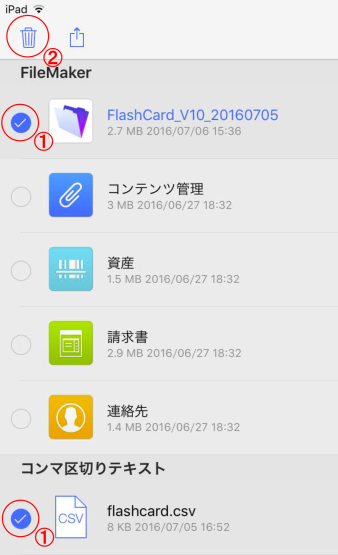 iPad
②
FileMaker
FlashCard_V10_20160705
2.7 MB 2016/07/06 15:36
①
コンテンツ管理
3 MB 2016/06/27 18:32
資産
1.5 MB 2016/06/27 18:32
請求書
2.9 MB 2016/06/27 18:32
連絡先
1.4 MB 2016/06/27 18:32
コンマ区切りテキスト
CSV
flashcard.csv
8 KB 2016/07/05 16:52
①